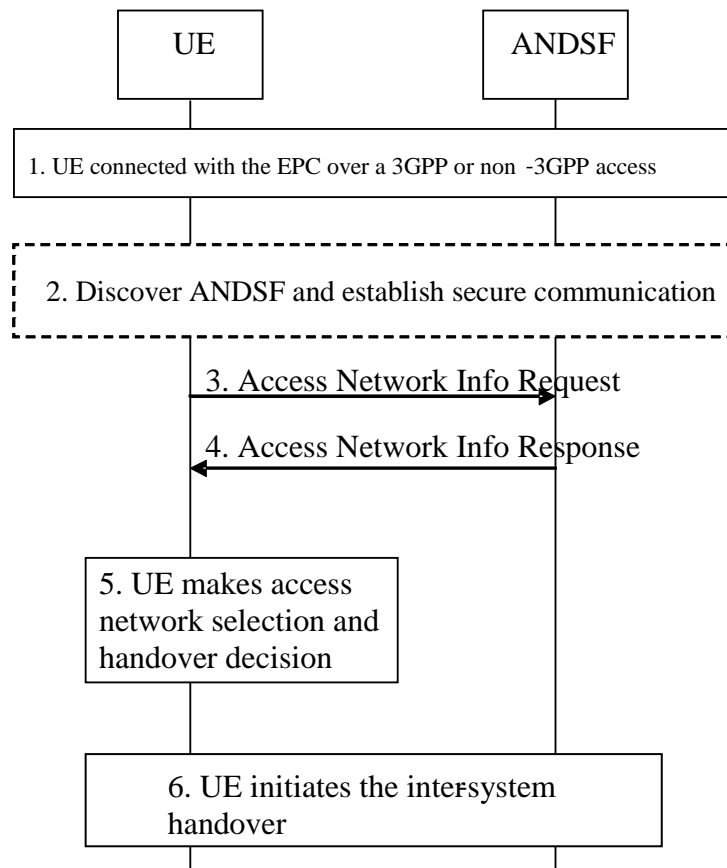 UE
ANDSF
1. UE connected with the EPC over a 3GPP or non -3GPP access
2. Discover ANDSF and establish secure communication
3. Access Network Info Request
4. Access Network Info Response
5. UE makes access
network selection and
handover decision
6. UE initiates the inter-system
handover